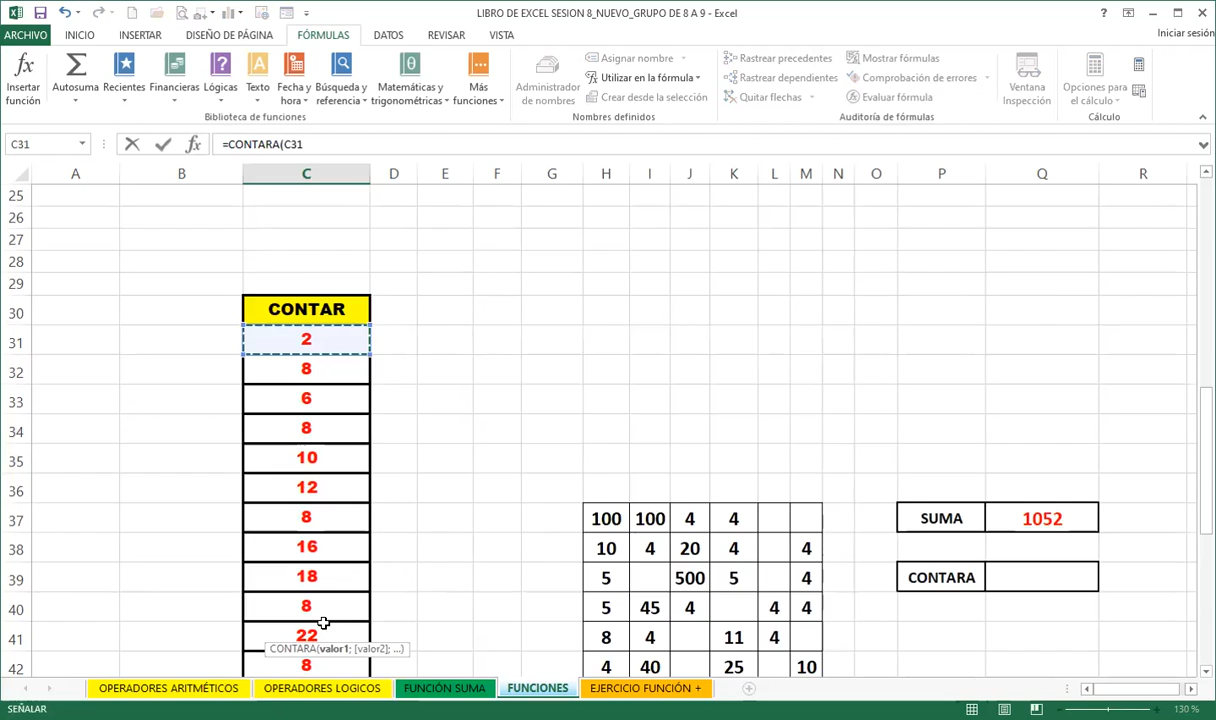 LIBRO DE EXCEL SESION 8_NUEVO_GRUPO DE 8 A 9 - Excel
ARCHIVO INICIO INSERTAR DISEÑO DE PÁGINA FÓRMULAS DATOS REVISAR VISTA Iniciar sesión
Insertar función
Autosuma
Recientes
Financieras
Lógicas
Texto
Fecha y hora
Búsqueda y referencia
Matemáticas y trigonométricas
Más funciones
Biblioteca de funciones
Administrador de nombres
Asignar nombre
Utilizar en la fórmula
Crear desde la selección
Nombres definidos
Rastrear precedentes
Rastrear dependientes
Quitar flechas
Mostrar fórmulas
Comprobación de errores
Evaluar fórmula
Auditoría de fórmulas
Ventana Inspección
Opciones para el cálculo
Cálculo
C31 fx =CONTARA(C31
A B C D E F G H I J K L M N O P Q R
25
26
27
28
29
30 CONTAR
31 2
32 8
33 6
34 8
35 10
36 12
37 8 100 100 4 4 SUMA 1052
38 16 10 4 20 4 4
39 18 5 500 5 4 CONTARA
40 8 5 45 4 4 4
41 22 8 4 11 4
CONTARA(valor1; [valor2]; ...)
42 8 4 40 25 10
OPERADORES ARITMÉTICOS OPERADORES LOGICOS FUNCIÓN SUMA FUNCIONES EJERCICIO FUNCIÓN +
SEÑALAR 130 %